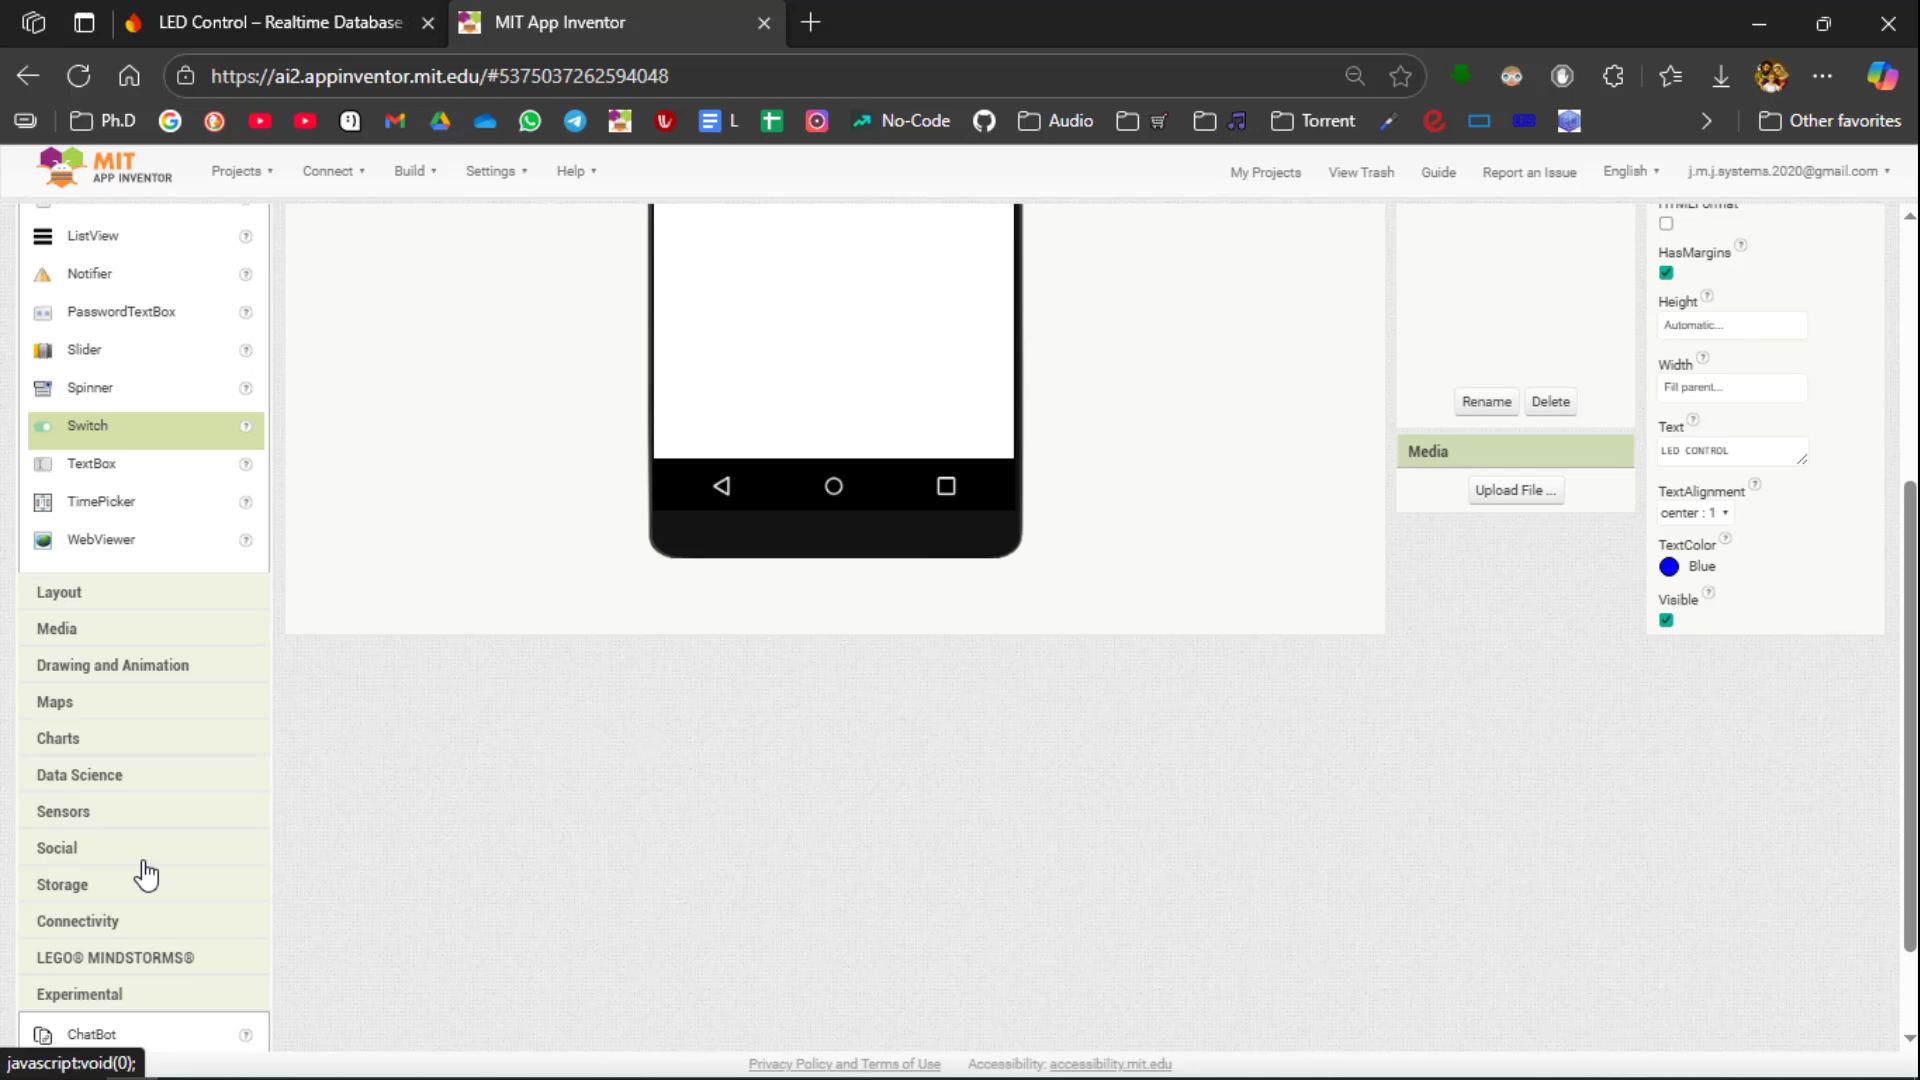 LED Control – Realtime Database
MIT App Inventor
https://ai2.appinventor.mit.edu/#5375037262594048
Ph.D
L
No-Code
Audio
Torrent
Other favorites
MIT
APP INVENTOR
Projects
Connect
Build
Settings
Help
My Projects
View Trash
Guide
Report an Issue
English
j.m.j.systems.2020@gmail.com
ListView
Notifier
PasswordTextBox
Slider
Spinner
Switch
TextBox
TimePicker
WebViewer
Layout
Media
Drawing and Animation
Maps
Charts
Data Science
Sensors
Social
Storage
Connectivity
LEGO® MINDSTORMS®
Experimental
ChatBot
Rename
Delete
Media
Upload File ...
HTMLFormat
HasMargins
Height
Automatic...
Width
Fill parent...
Text
LED CONTROL
TextAlignment
center : 1
TextColor
Blue
Visible
javascript:void(0);
Privacy Policy and Terms of Use
Accessibility: accessibility.mit.edu